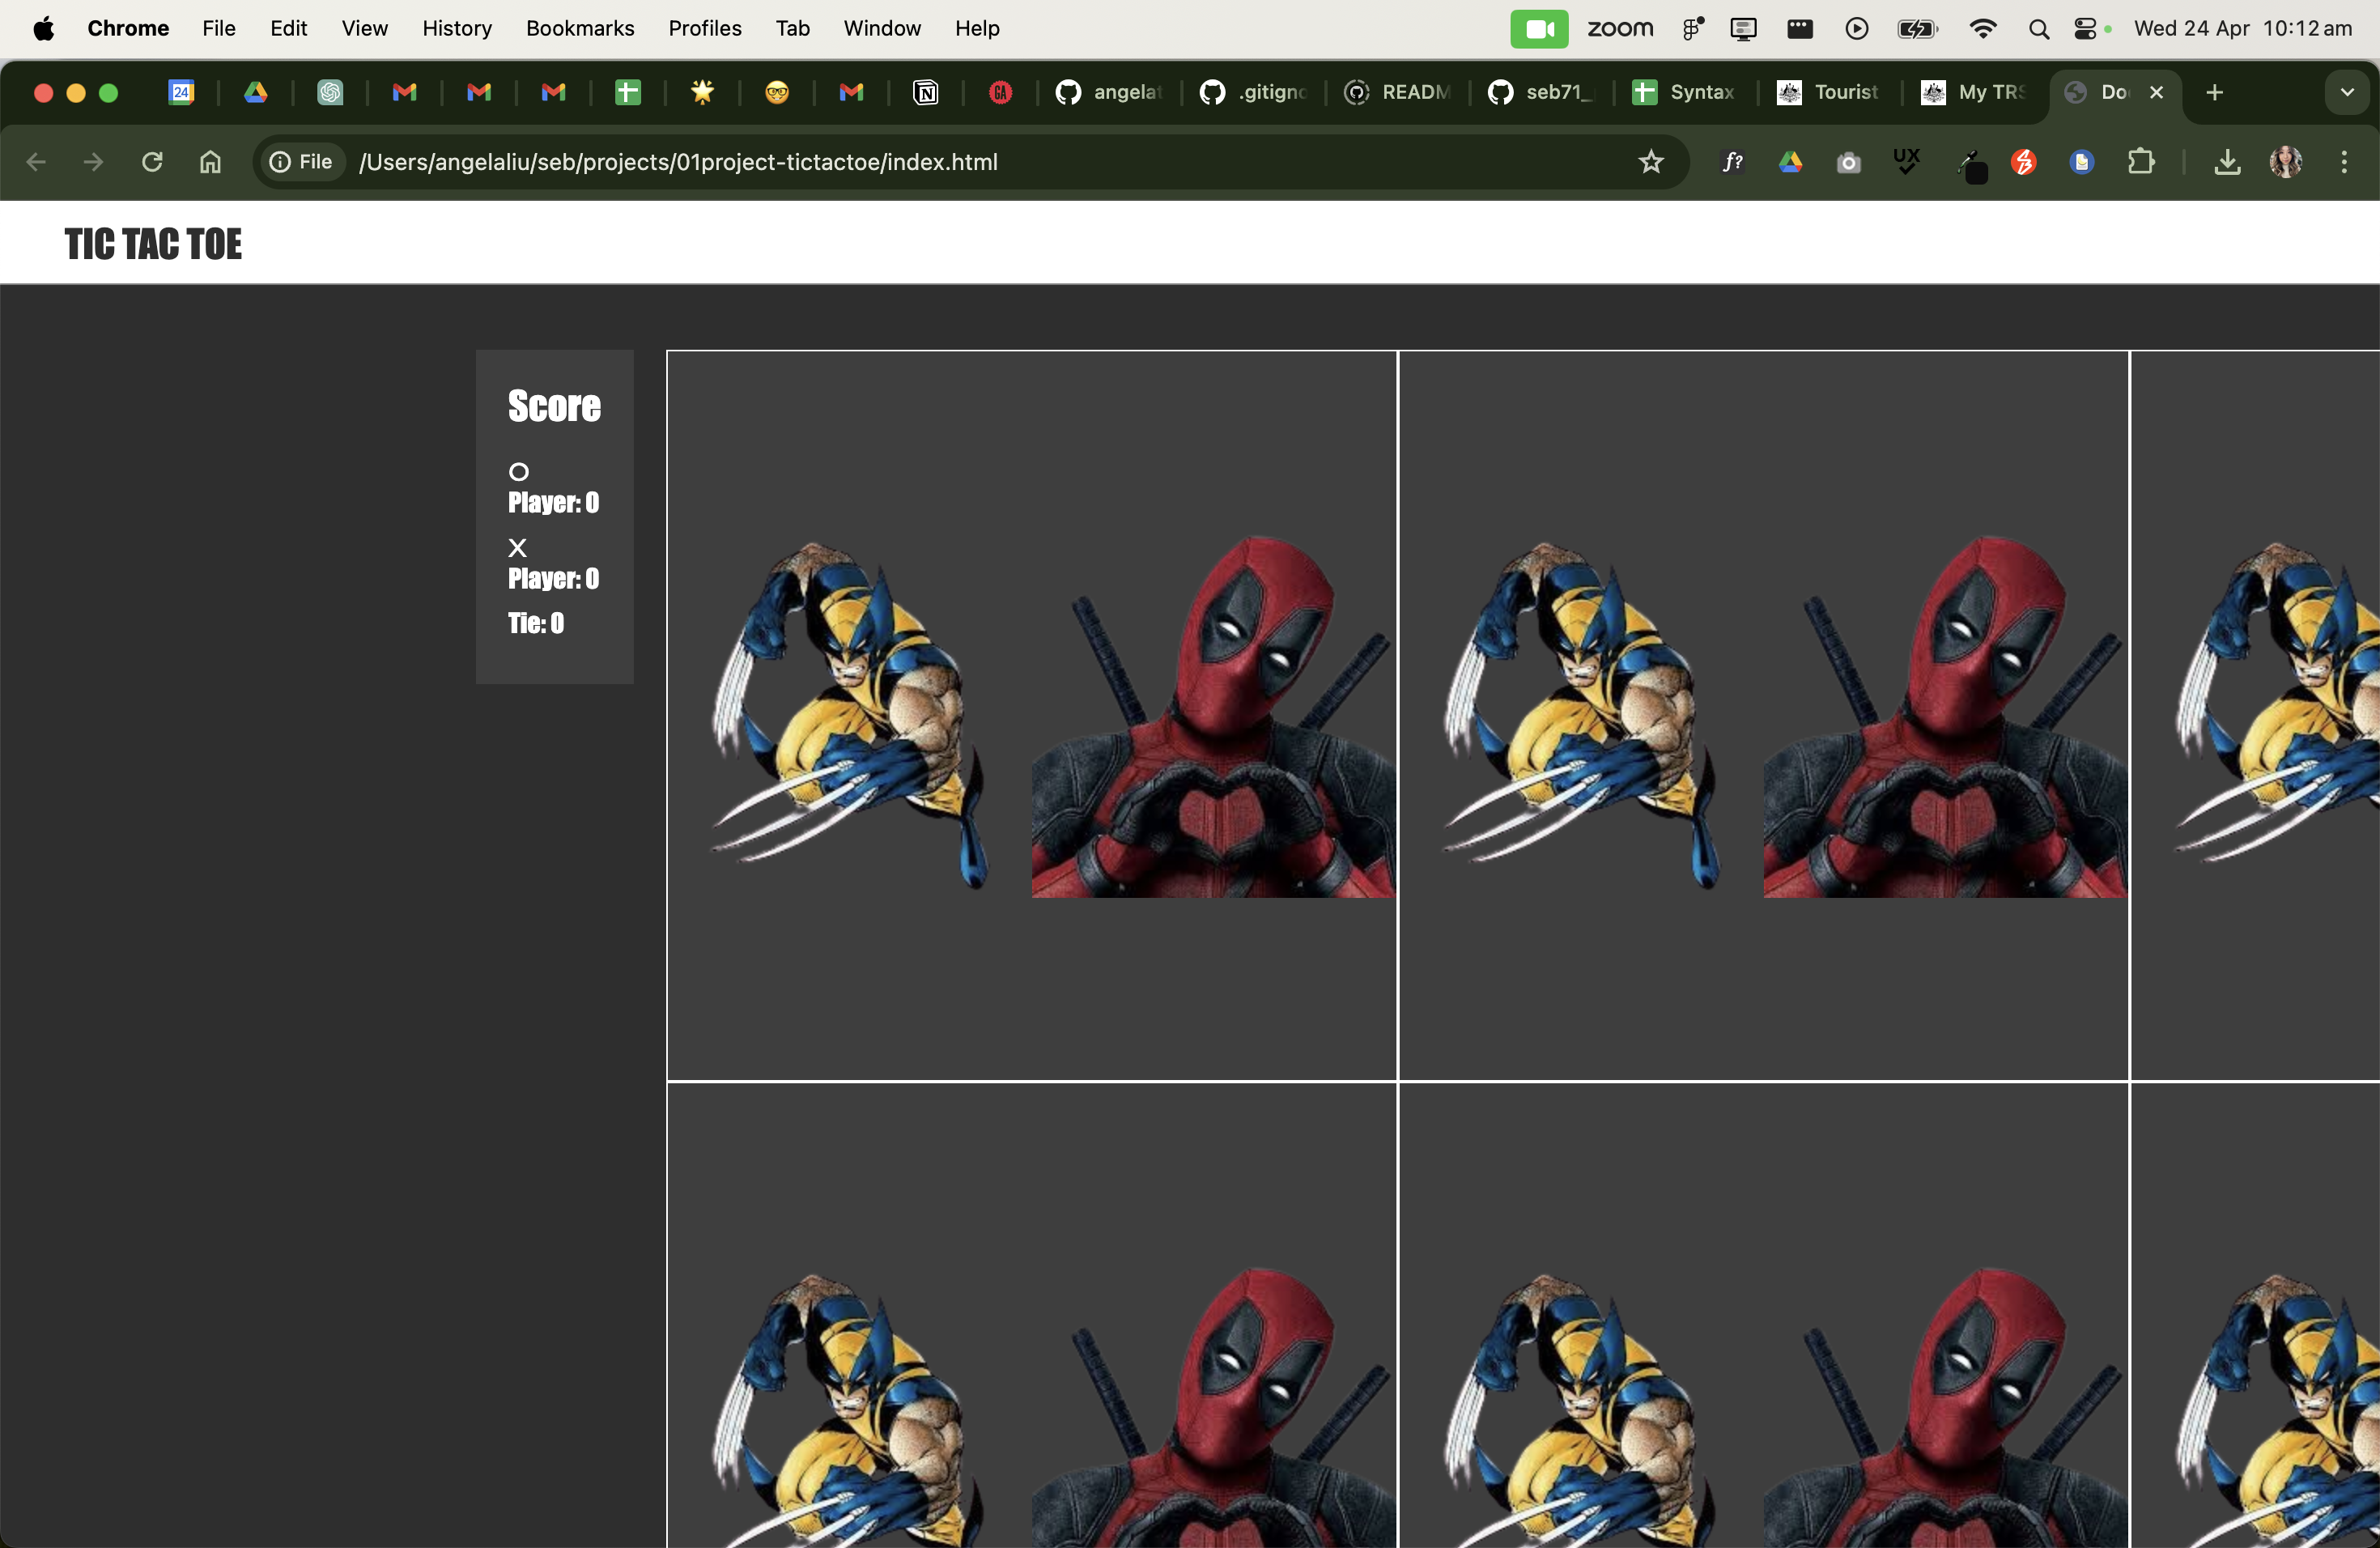 Chrome File Edit View History Bookmarks Profiles Tab Window Help zoom Wed 24 Apr 10:12 am
24 N GA angelat .gitigno READM seb71_ Syntax Tourist My TRS Do
File /Users/angelaliu/seb/projects/01project-tictactoe/index.html f? UX
TIC TAC TOE
Score
O
Player: 0
X
Player: 0
Tie: 0